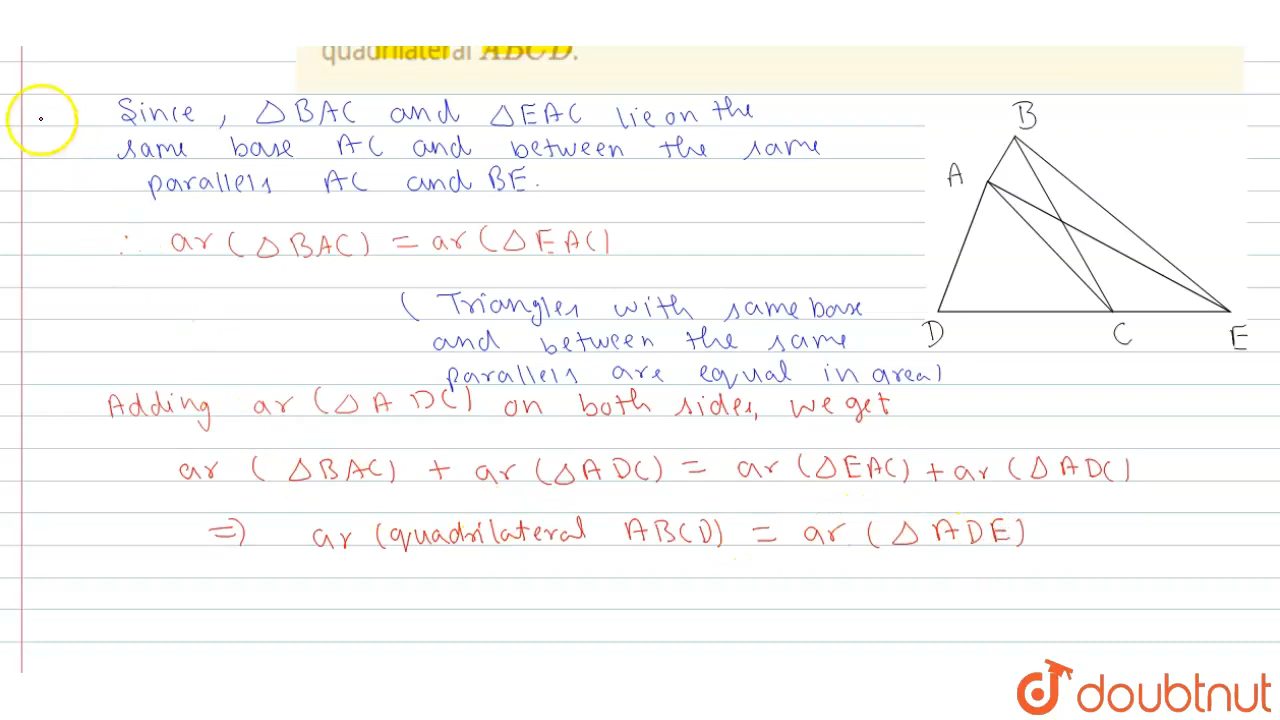 quadrilateral ABCD.
Since, △BAC and △EAC lie on the
same base AC and between the same
parallels AC and BE.
∴ ar (△BAC) = ar (△EAC)
( Triangles with same base
and between the same
parallels are equal in area)
Adding ar (△ADC) on both sides, we get
ar (△BAC) + ar (△ADC) = ar (△EAC) + ar (△ADC)
⇒ ar (quadrilateral ABCD) = ar (△ADE)
B
A
D
C
E
doubtnut